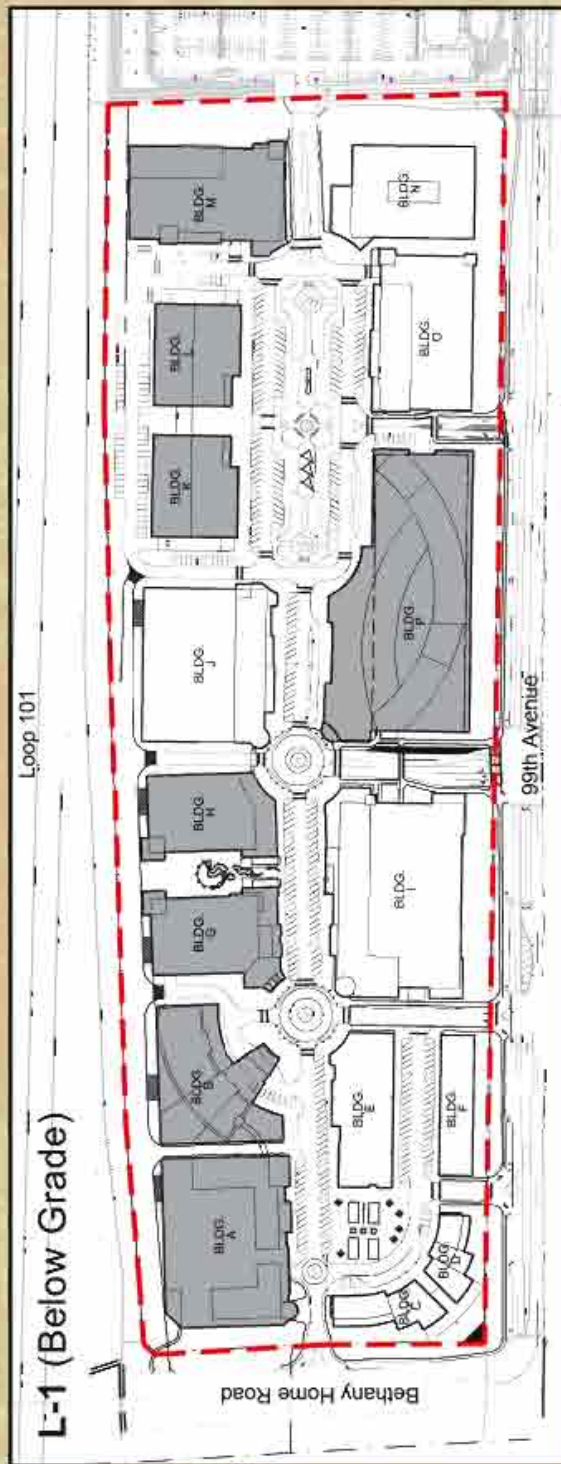 L-1 (Below Grade)
Loop 101
BLDG.
M
BLDG.
N
BLDG.
L
BLDG.
O
BLDG.
K
BLDG.
P
BLDG.
J
BLDG.
H
BLDG.
I
BLDG.
G
BLDG.
B
BLDG.
E
BLDG.
F
BLDG.
A
BLDG.
C
BLDG.
D
99th Avenue
Bethany Home Road